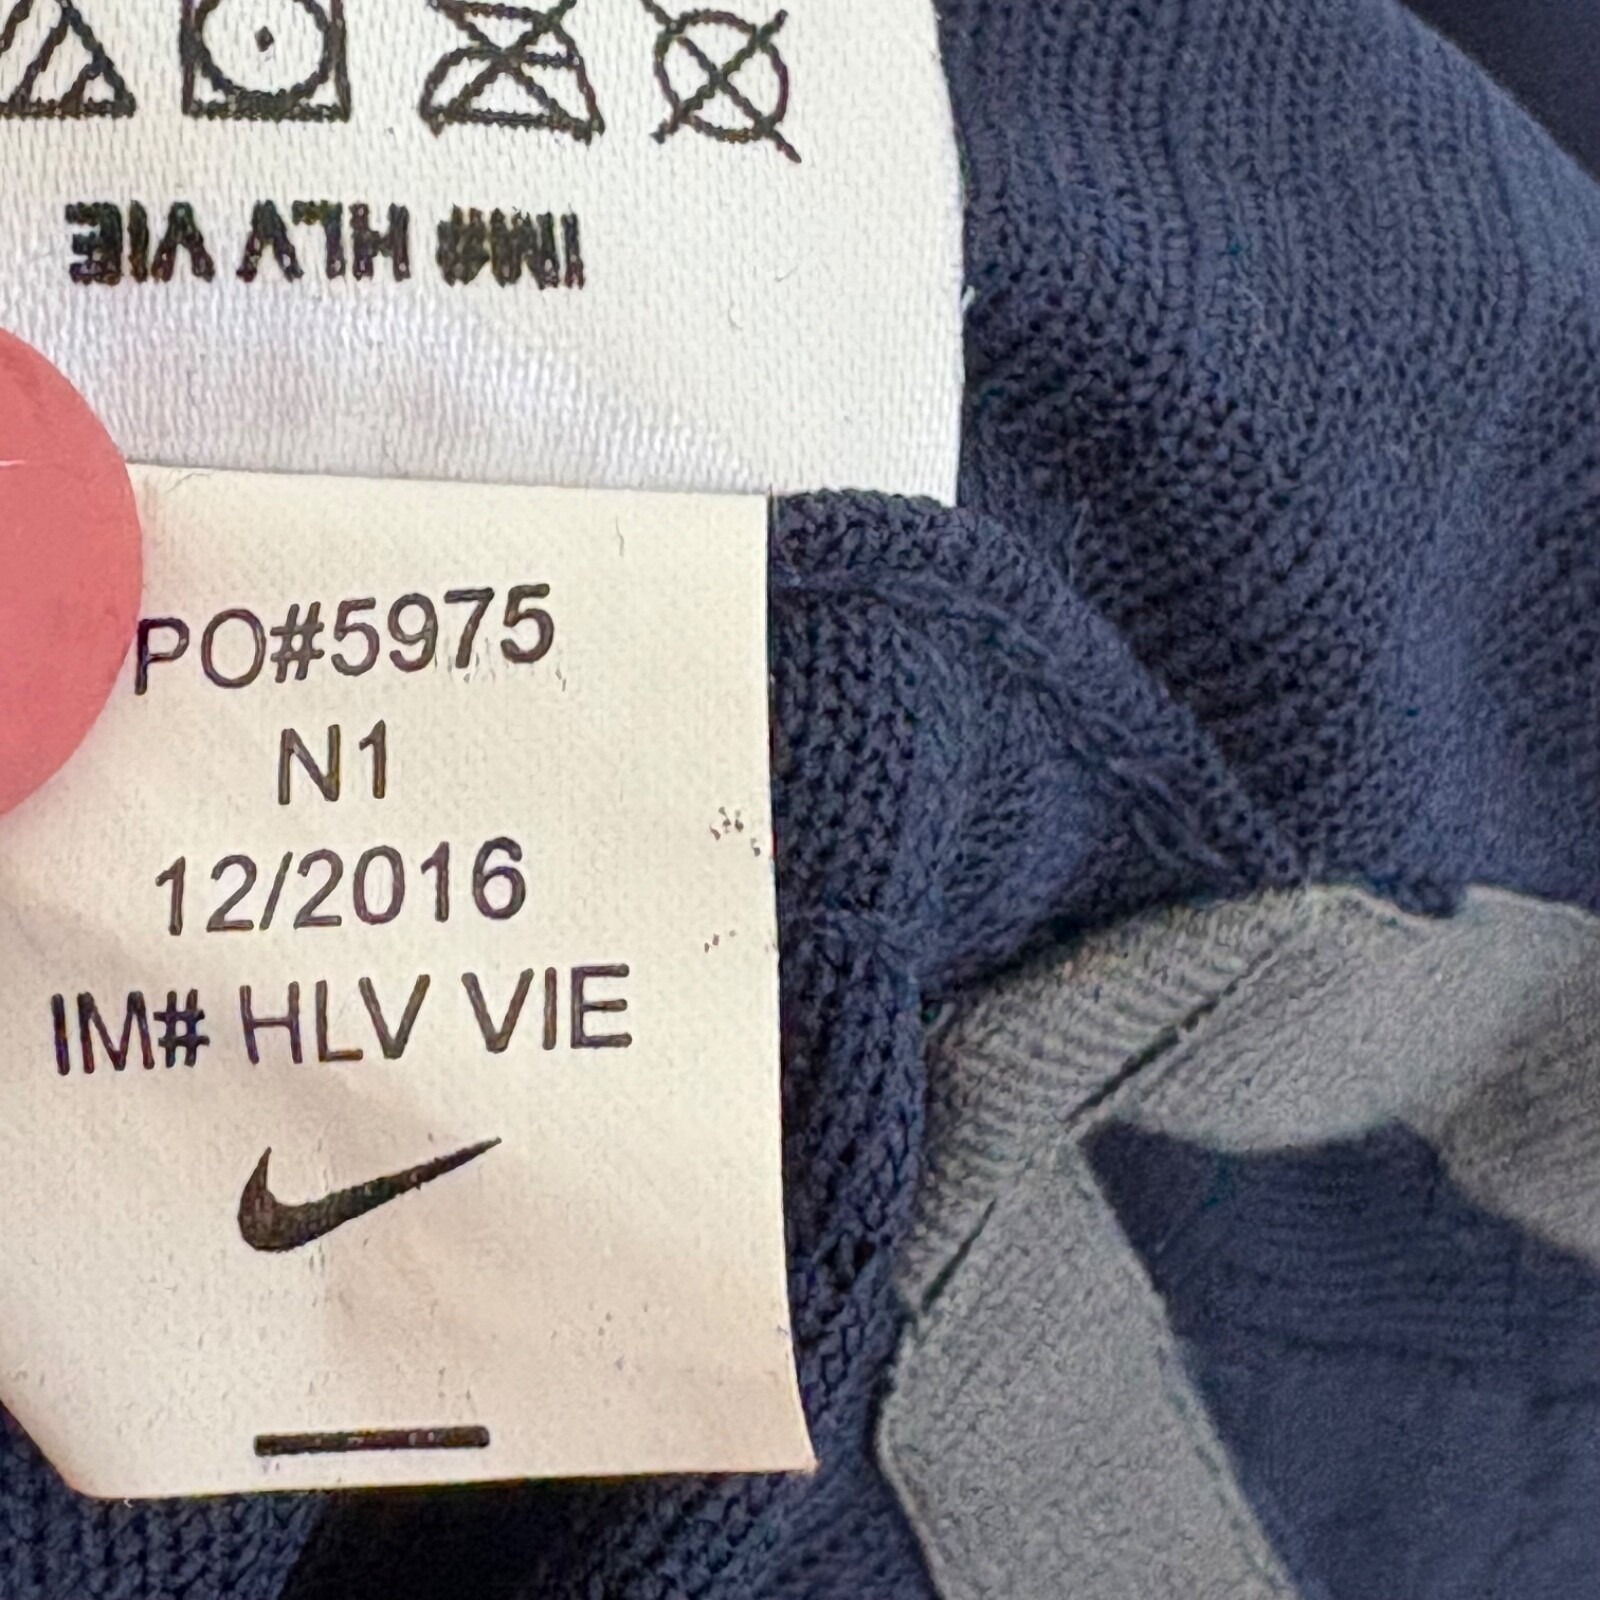 IM# HLV VIE
PO#5975
N1
12/2016
IM# HLV VIE